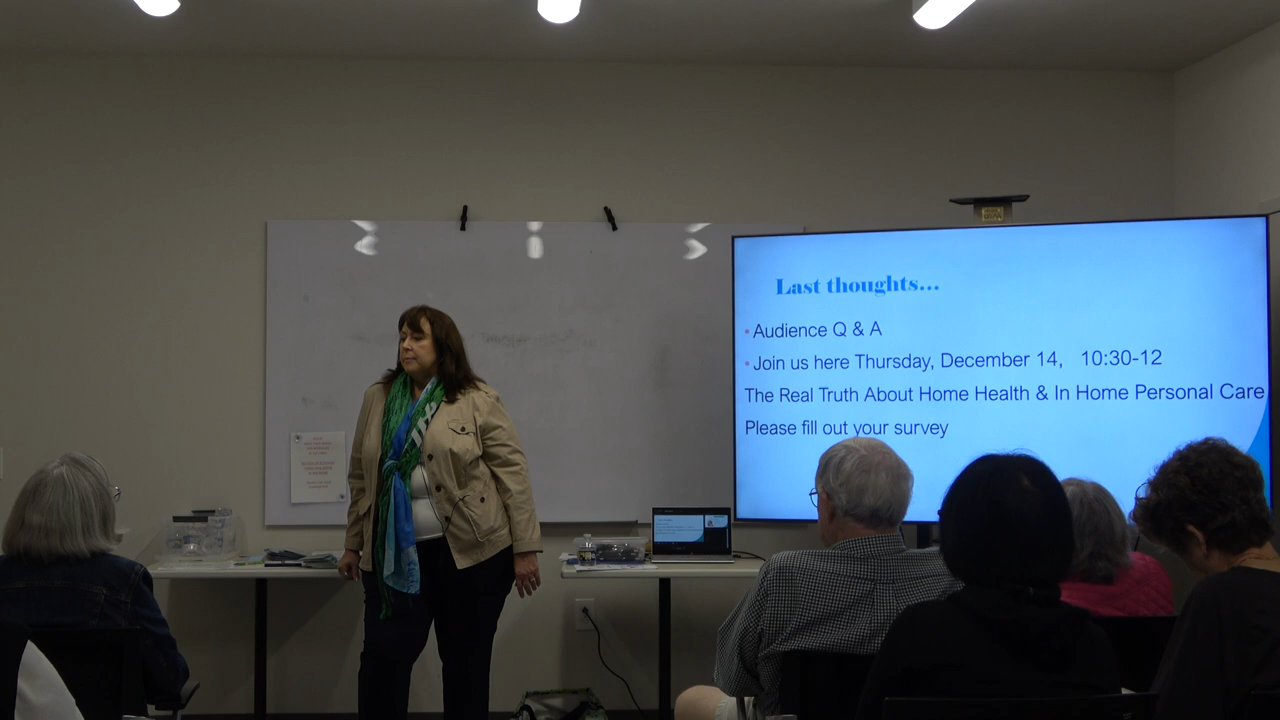 Last thoughts...
• Audience Q & A
• Join us here Thursday, December 14, 10:30-12
The Real Truth About Home Health & In Home Personal Care
Please fill out your survey